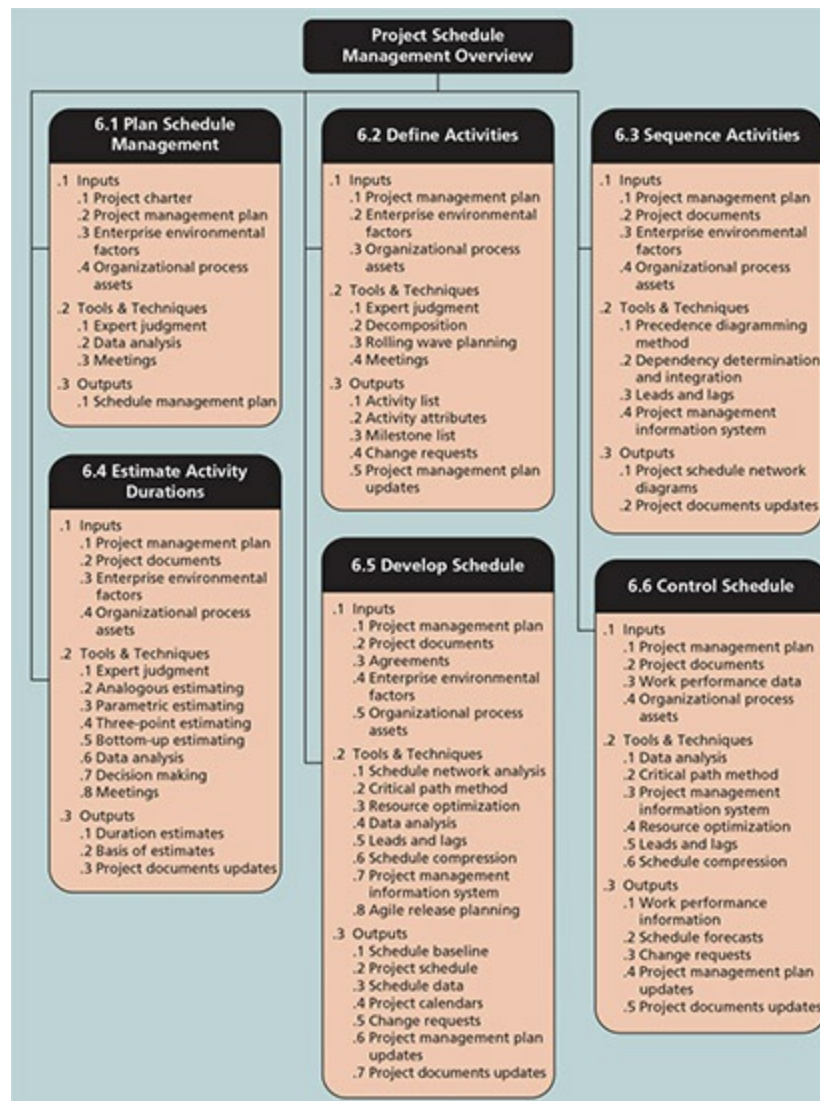 Project Schedule
Management Overview
6.1 Plan Schedule
Management
.1 Inputs
.1 Project charter
.2 Project management plan
.3 Enterprise environmental
factors
.4 Organizational process
assets
.2 Tools & Techniques
.1 Expert judgment
.2 Data analysis
.3 Meetings
.3 Outputs
.1 Schedule management plan
6.2 Define Activities
.1 Inputs
.1 Project management plan
.2 Enterprise environmental
factors
.3 Organizational process
assets
.2 Tools & Techniques
.1 Expert judgment
.2 Decomposition
.3 Rolling wave planning
.4 Meetings
.3 Outputs
.1 Activity list
.2 Activity attributes
.3 Milestone list
.4 Change requests
.5 Project management plan
updates
6.3 Sequence Activities
.1 Inputs
.1 Project management plan
.2 Project documents
.3 Enterprise environmental
factors
.4 Organizational process
assets
.2 Tools & Techniques
.1 Precedence diagramming
method
.2 Dependency determination
and integration
.3 Leads and lags
.4 Project management
information system
.3 Outputs
.1 Project schedule network
diagrams
.2 Project documents updates
6.4 Estimate Activity
Durations
.1 Inputs
.1 Project management plan
.2 Project documents
.3 Enterprise environmental
factors
.4 Organizational process
assets
.2 Tools & Techniques
.1 Expert judgment
.2 Analogous estimating
.3 Parametric estimating
.4 Three-point estimating
.5 Bottom-up estimating
.6 Data analysis
.7 Decision making
.8 Meetings
.3 Outputs
.1 Duration estimates
.2 Basis of estimates
.3 Project documents updates
6.5 Develop Schedule
.1 Inputs
.1 Project management plan
.2 Project documents
.3 Agreements
.4 Enterprise environmental
factors
.5 Organizational process
assets
.2 Tools & Techniques
.1 Schedule network analysis
.2 Critical path method
.3 Resource optimization
.4 Data analysis
.5 Leads and lags
.6 Schedule compression
.7 Project management
information system
.8 Agile release planning
.3 Outputs
.1 Schedule baseline
.2 Project schedule
.3 Schedule data
.4 Project calendars
.5 Change requests
.6 Project management plan
updates
.7 Project documents updates
6.6 Control Schedule
.1 Inputs
.1 Project management plan
.2 Project documents
.3 Work performance data
.4 Organizational process
assets
.2 Tools & Techniques
.1 Data analysis
.2 Critical path method
.3 Project management
information system
.4 Resource optimization
.5 Leads and lags
.6 Schedule compression
.3 Outputs
.1 Work performance
information
.2 Schedule forecasts
.3 Change requests
.4 Project management plan
updates
.5 Project documents updates